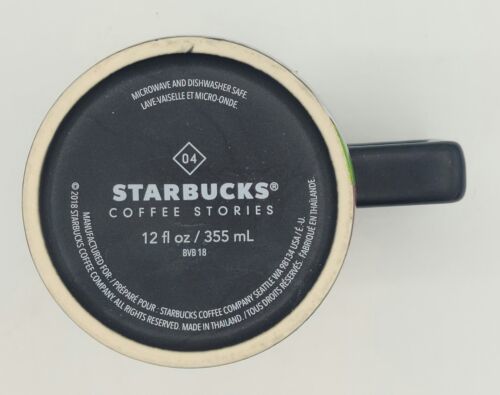 MICROWAVE AND DISHWASHER SAFE.
LAVE-VAISELLE ET MICRO-ONDE.
04
STARBUCKS®
COFFEE STORIES
12 fl oz / 355 mL
BVB 18
© 2018 STARBUCKS COFFEE COMPANY. ALL RIGHTS RESERVED. MADE IN THAILAND. / TOUS DROITS RÉSERVÉS. FABRIQUÉ EN THAÏLANDE.
MANUFACTURED FOR: / PRÉPARÉ POUR : STARBUCKS COFFEE COMPANY SEATTLE WA 98134 USA / É.-U.